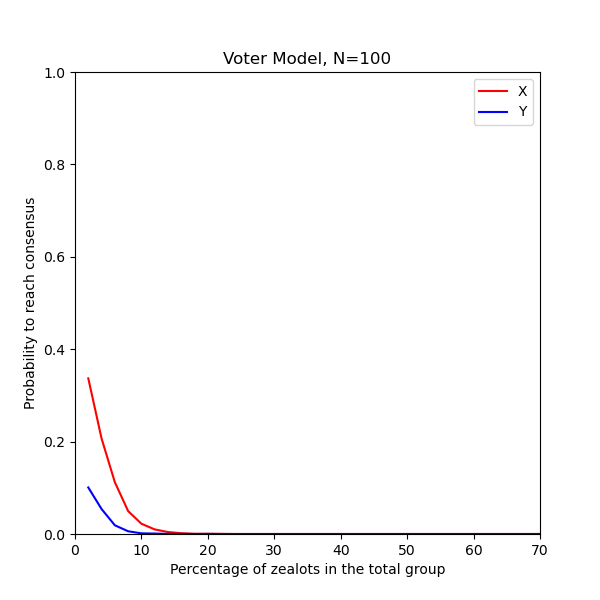 Voter Model, N=100
X
Y
Probability to reach consensus
1.0
0.8
0.6
0.4
0.2
0.0
0 10 20 30 40 50 60 70
Percentage of zealots in the total group